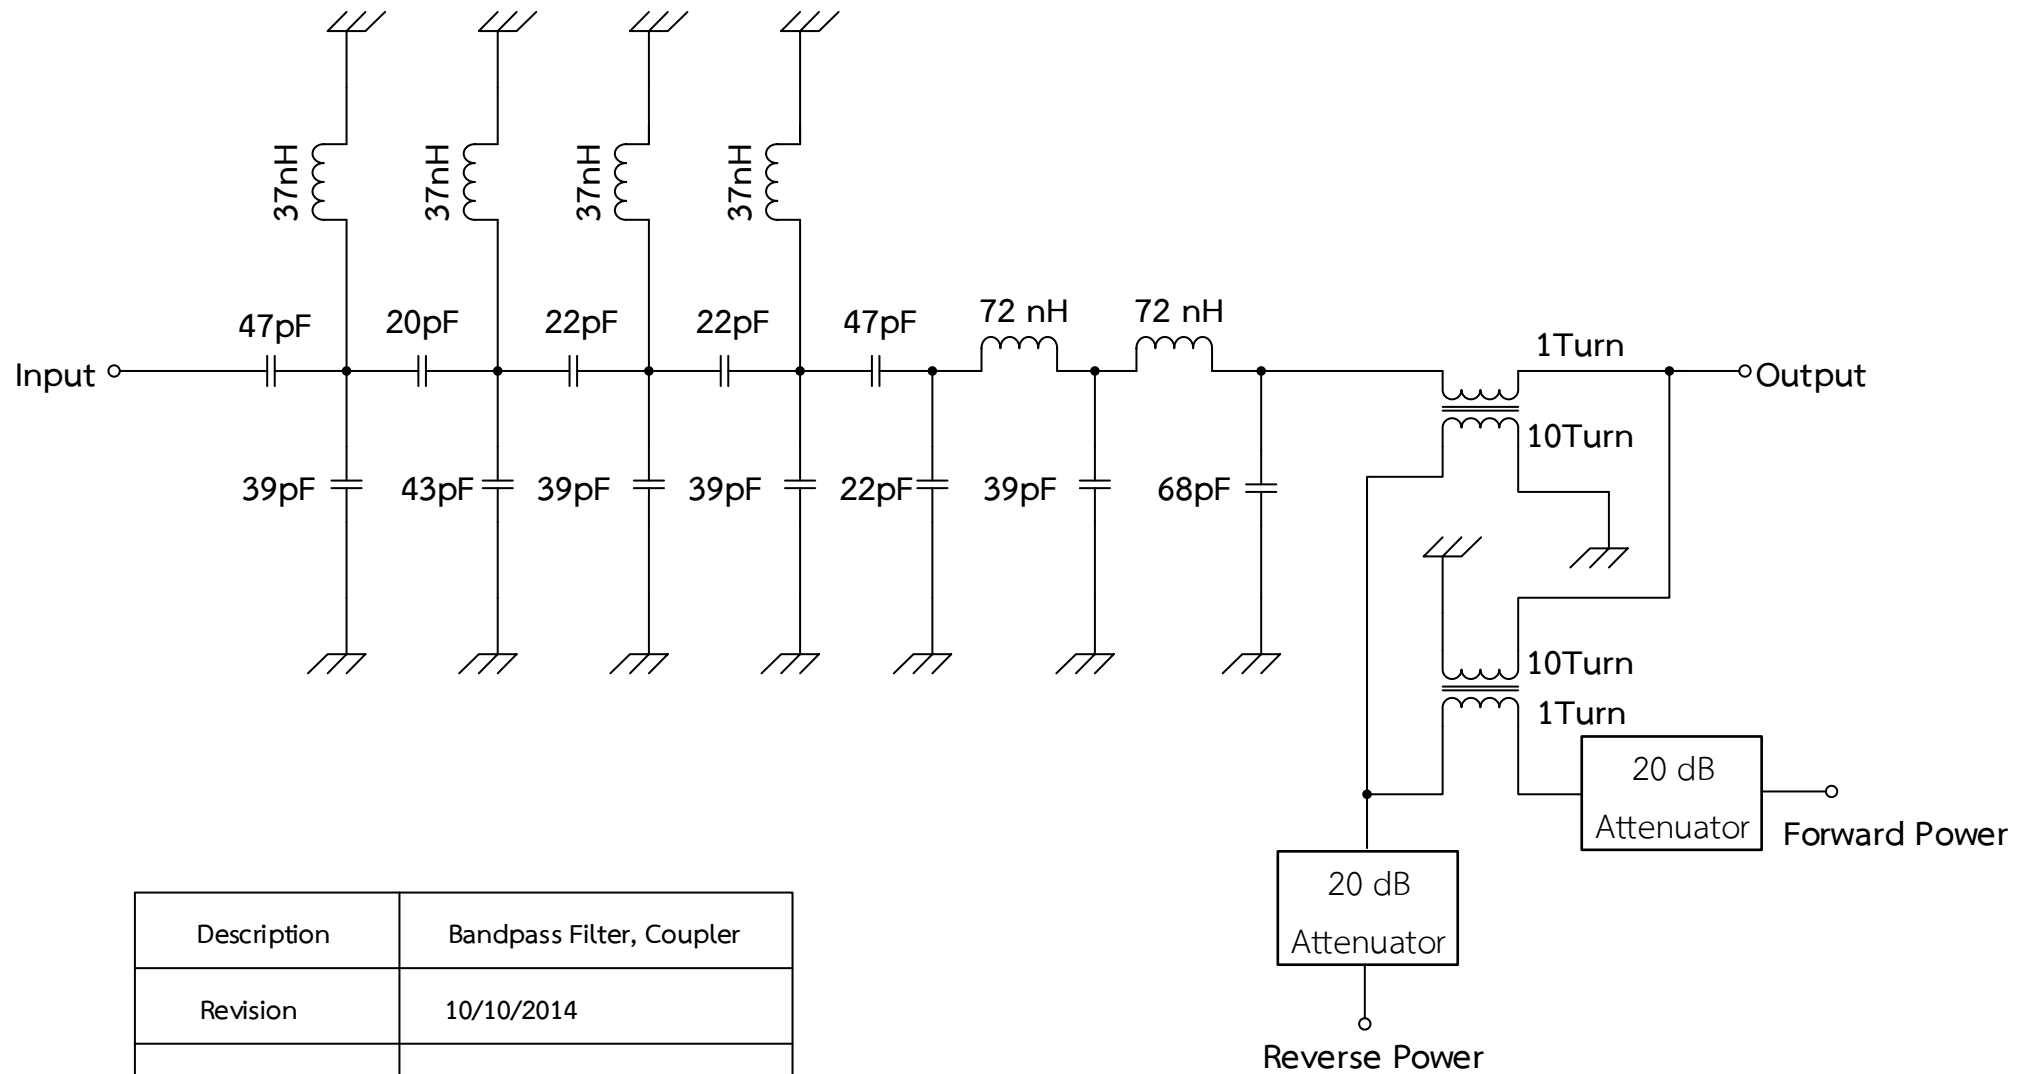 37nH
37nH
37nH
37nH
47pF
20pF
22pF
22pF
47pF
72 nH
72 nH
1Turn
Input
Output
10Turn
39pF
43pF
39pF
39pF
22pF
39pF
68pF
10Turn
1Turn
20 dB
Attenuator
Forward Power
20 dB
Attenuator
Reverse Power
Description
Bandpass Filter, Coupler
Revision
10/10/2014